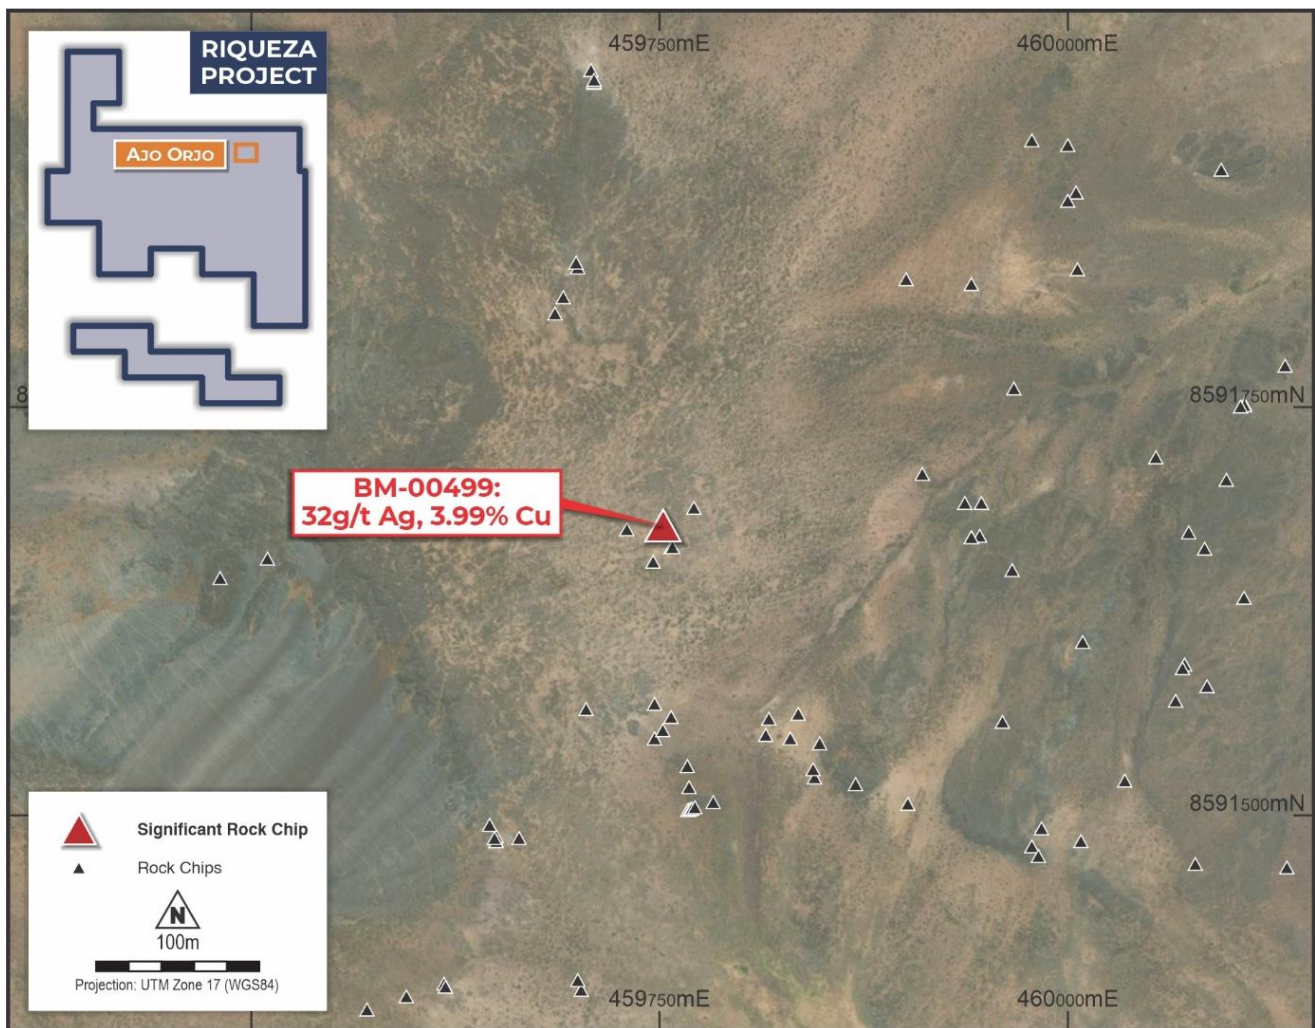 RIQUEZA
PROJECT
AJO ORJO
459750mE
460000mE
8
8591750mN
BM-00499:
32g/t Ag, 3.99% Cu
8591500mN
Significant Rock Chip
Rock Chips
N
100m
Projection: UTM Zone 17 (WGS84)
459750mE
460000mE